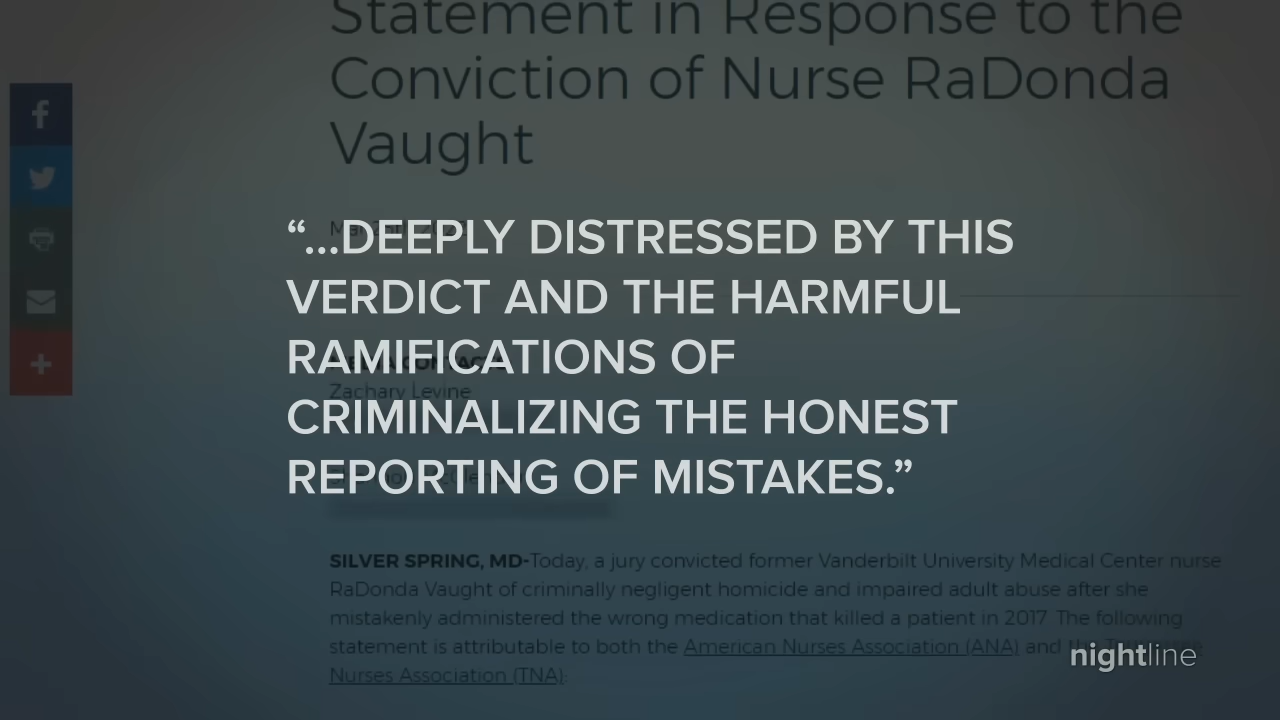 Statement in Response to the
Conviction of Nurse RaDonda
Vaught
“...DEEPLY DISTRESSED BY THIS
VERDICT AND THE HARMFUL
RAMIFICATIONS OF
CRIMINALIZING THE HONEST
REPORTING OF MISTAKES.”
Zachary Levine
SILVER SPRING, MD-Today, a jury convicted former Vanderbilt University Medical Center nurse
RaDonda Vaught of criminally negligent homicide and impaired adult abuse after she
mistakenly administered the wrong medication that killed a patient in 2017. The following
statement is attributable to both the American Nurses Association (ANA) and the
Nurses Association (TNA):
nightline